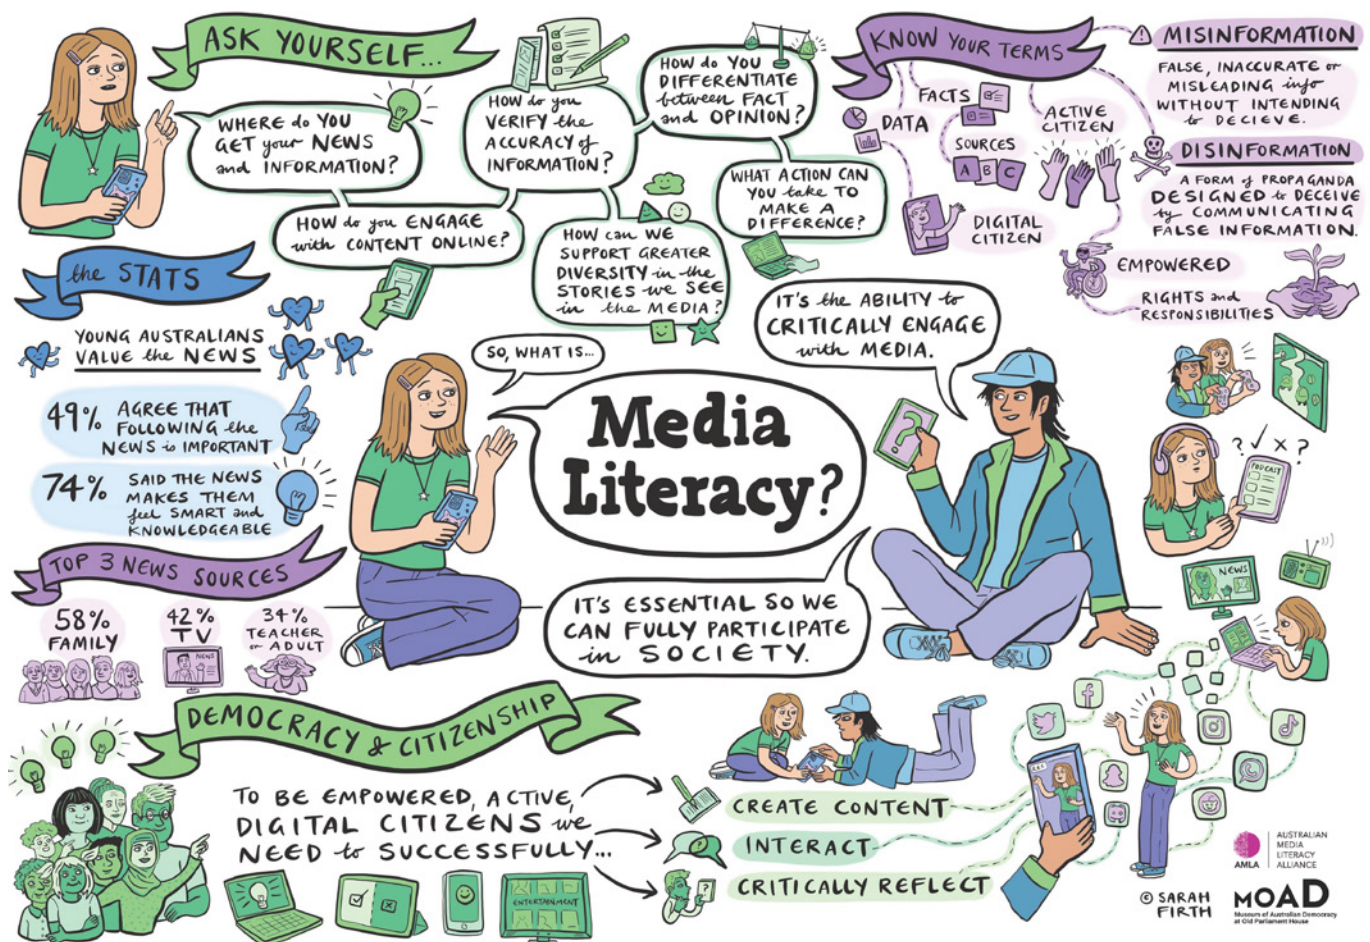 ASK YOURSELF...
WHERE do YOU
GET your NEWS
and INFORMATION?
HOW do you ENGAGE
with CONTENT ONLINE?
HOW do you
VERIFY the
ACCURACY of
INFORMATION?
HOW do YOU
DIFFERENTIATE
between FACT
and OPINION?
WHAT ACTION CAN
YOU take TO
MAKE A
DIFFERENCE?
HOW can WE
SUPPORT GREATER
DIVERSITY in the
STORIES we SEE
in the MEDIA?
KNOW YOUR TERMS
FACTS
DATA
SOURCES
A B C
DIGITAL
CITIZEN
ACTIVE
CITIZEN
EMPOWERED
RIGHTS and
RESPONSIBILITIES
MISINFORMATION
FALSE, INACCURATE or
MISLEADING info
WITHOUT INTENDING
to DECIEVE.
DISINFORMATION
A FORM of PROPAGANDA
DESIGNED to DECEIVE
by COMMUNICATING
FALSE INFORMATION.
the STATS
YOUNG AUSTRALIANS
VALUE the NEWS
49% AGREE THAT
FOLLOWING the
NEWS is IMPORTANT
74% SAID THE NEWS
MAKES THEM
feel SMART and
KNOWLEDGEABLE
TOP 3 NEWS SOURCES
58%
FAMILY
42%
TV
NEWS
34%
TEACHER
or ADULT
SO, WHAT IS...
Media
Literacy?
IT'S the ABILITY to
CRITICALLY ENGAGE
with MEDIA.
?
IT'S ESSENTIAL SO WE
CAN FULLY PARTICIPATE
in SOCIETY.
? ✓ × ?
PODCAST
NEWS
DEMOCRACY & CITIZENSHIP
TO BE EMPOWERED, ACTIVE,
DIGITAL CITIZENS we
NEED to SUCCESSFULLY...
ENTERTAINMENT
CREATE CONTENT
INTERACT
CRITICALLY REFLECT
?
© SARAH
FIRTH
AMLA
AUSTRALIAN
MEDIA
LITERACY
ALLIANCE
MOAD
Museum of Australian Democracy
at Old Parliament House